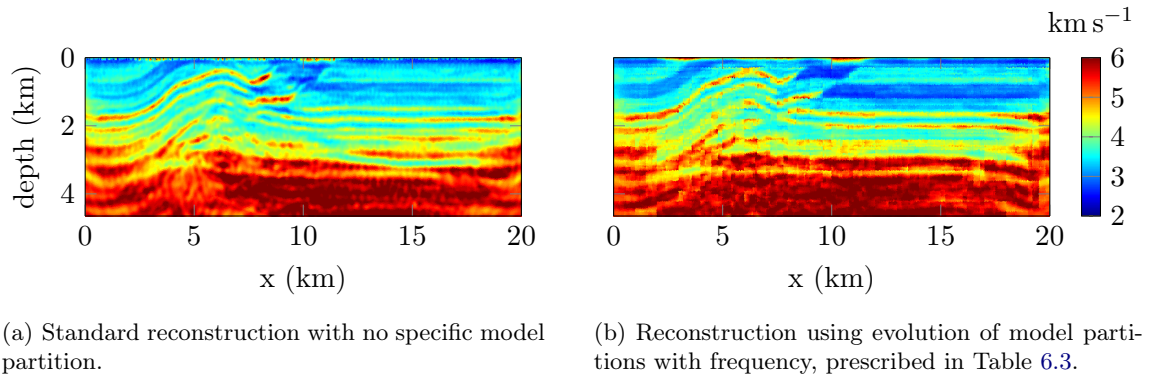 km s−1
0
2
4
depth (km)
0 5 10 15 20
x (km)
0 5 10 15 20
x (km)
6
5
4
3
2
(a) Standard reconstruction with no specific model
partition.
(b) Reconstruction using evolution of model parti-
tions with frequency, prescribed in Table 6.3.